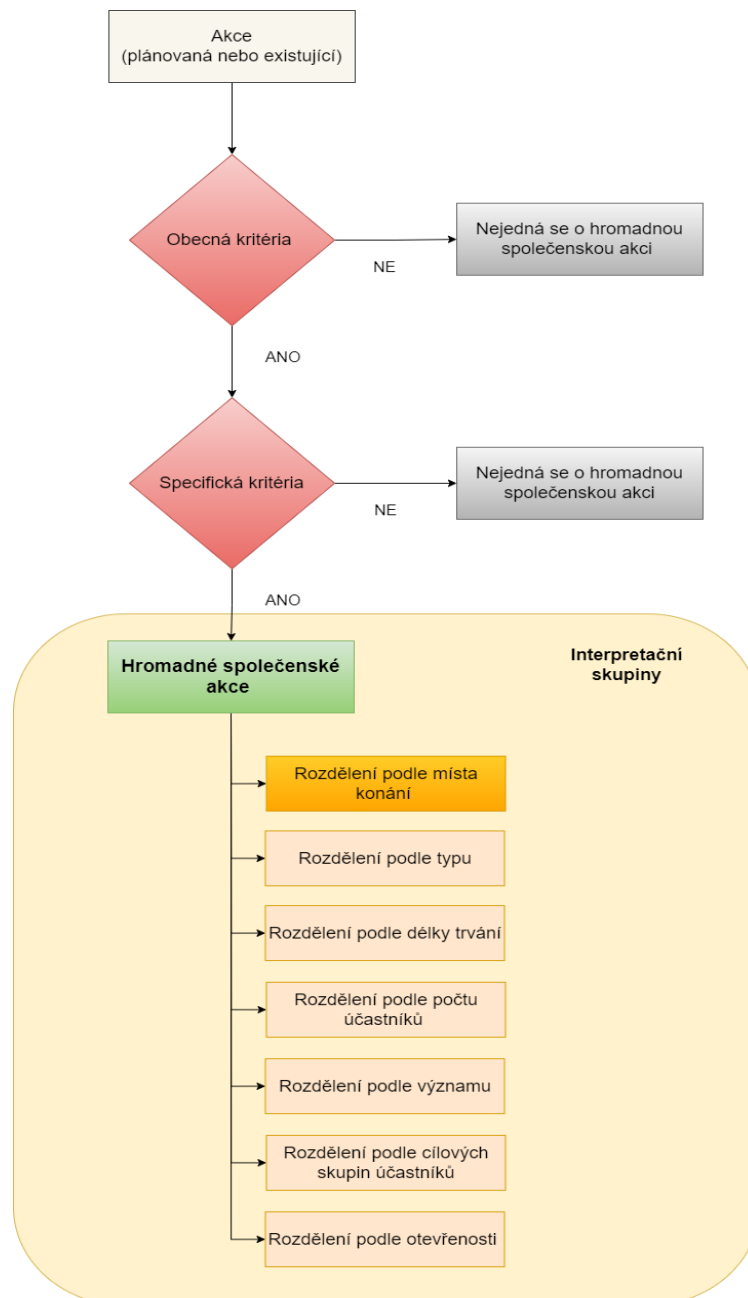 Akce
(plánovaná nebo existující)
Obecná kritéria
NE
Nejedná se o hromadnou
společenskou akci
ANO
Specifická kritéria
NE
Nejedná se o hromadnou
společenskou akci
ANO
Hromadné společenské
akce
Interpretační
skupiny
Rozdělení podle místa
konání
Rozdělení podle typu
Rozdělení podle délky trvání
Rozdělení podle počtu
účastníků
Rozdělení podle významu
Rozdělení podle cílových
skupin účastníků
Rozdělení podle otevřenosti